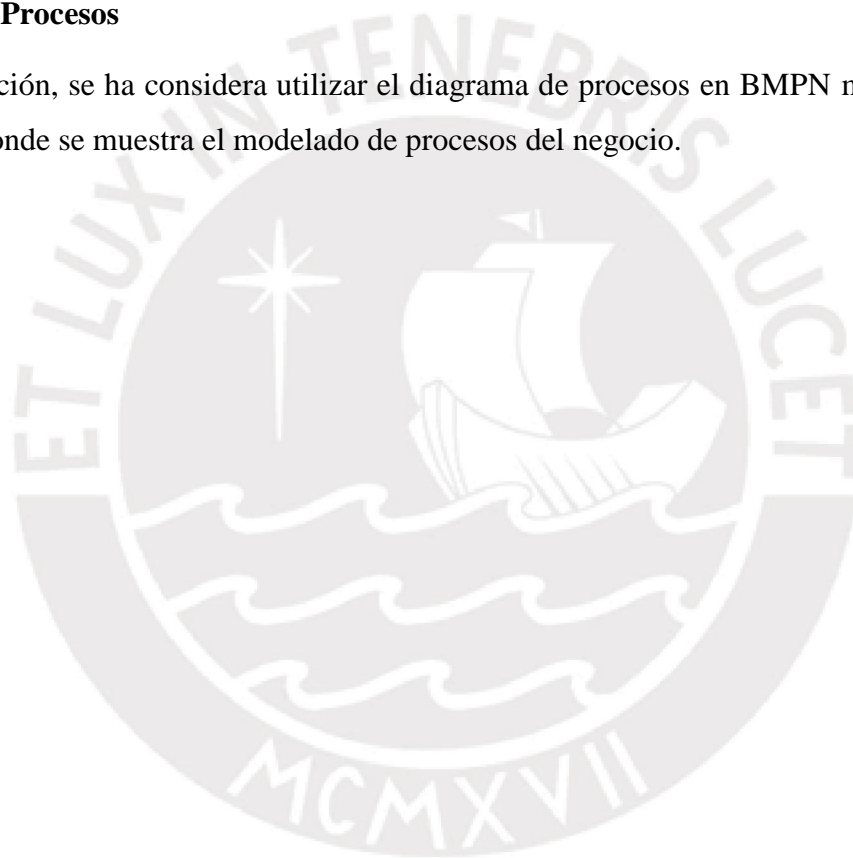 Procesos
ción, se ha considera utilizar el diagrama de procesos en BMPN m
onde se muestra el modelado de procesos del negocio.
ET LUX IN TENEBRIS LUCET
MCMXVII